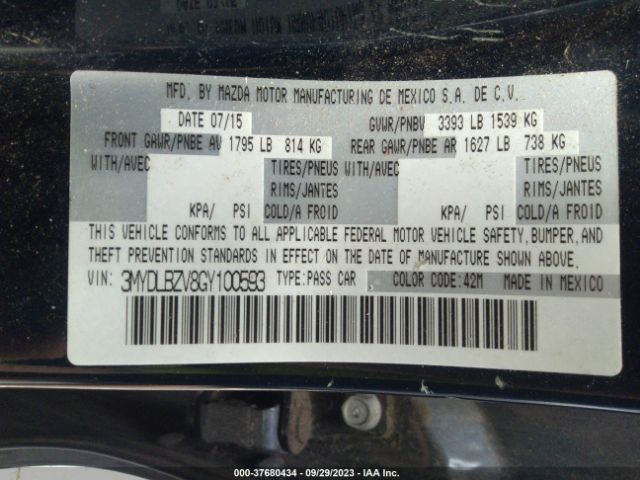 MFD. BY MAZDA MOTOR MANUFACTURING DE MEXICO S.A. DE C.V.
DATE 07/15 GVWR/PNBV 3393 LB 1539 KG
FRONT GAWR/PNBE AV 1795 LB 814 KG REAR GAWR/PNBE AR 1627 LB 738 KG
WITH/AVEC TIRES/PNEUS WITH/AVEC TIRES/PNEUS
RIMS/JANTES RIMS/JANTES
KPA/ PSI COLD/A FROID KPA/ PSI COLD/A FROID
THIS VEHICLE CONFORMS TO ALL APPLICABLE FEDERAL MOTOR VEHICLE SAFETY, BUMPER, AND
THEFT PREVENTION STANDARDS IN EFFECT ON THE DATE OF MANUFACTURE SHOWN ABOVE.
VIN: 3MYDLBZV8GY100593 TYPE:PASS CAR COLOR CODE:42M MADE IN MEXICO
000-37680434 - 09/29/2023 - IAA Inc.